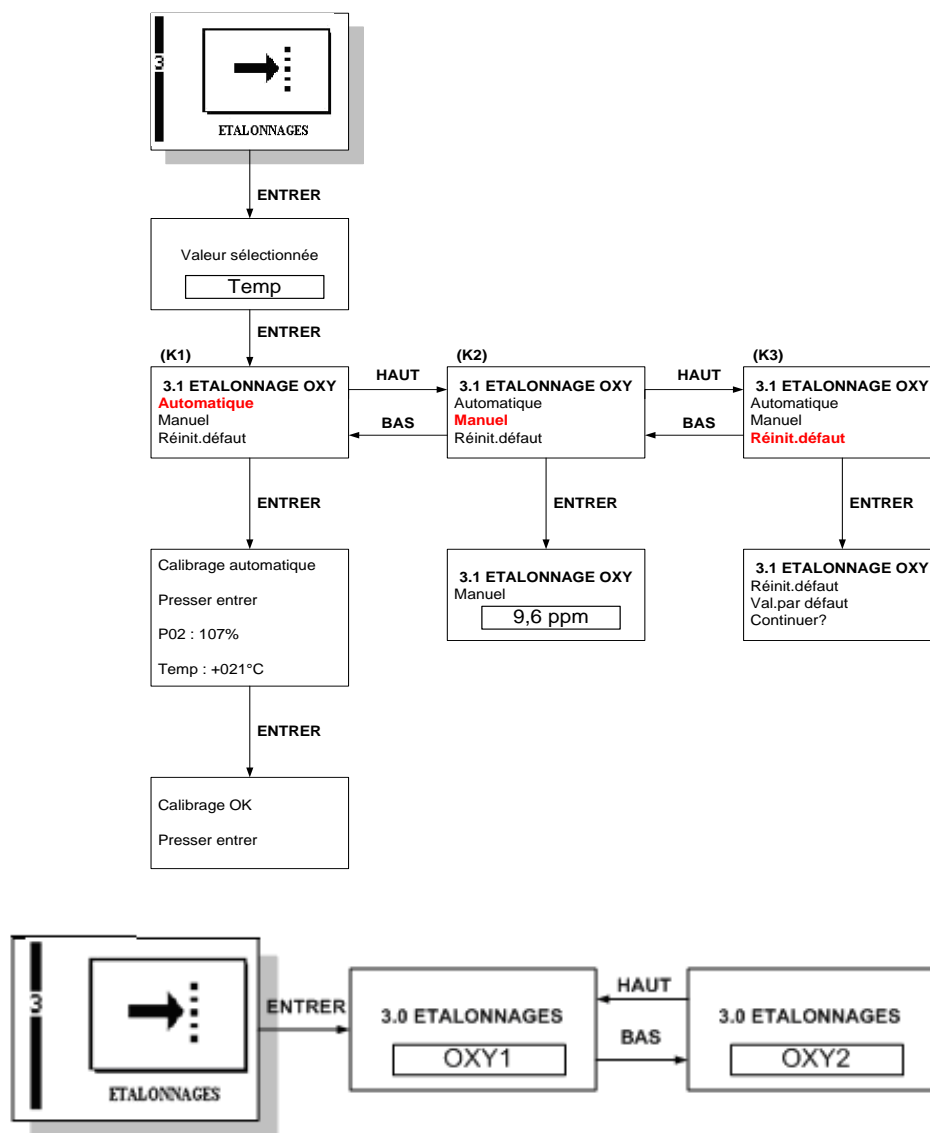 3
ETALONNAGES
ENTRER
Valeur sélectionnée
Temp
ENTRER
(K1)
3.1 ETALONNAGE OXY
Automatique
Manuel
Réinit.défaut
HAUT
BAS
(K2)
3.1 ETALONNAGE OXY
Automatique
Manuel
Réinit.défaut
HAUT
BAS
(K3)
3.1 ETALONNAGE OXY
Automatique
Manuel
Réinit.défaut
ENTRER
ENTRER
ENTRER
Calibrage automatique
Presser entrer
P02 : 107%
Temp : +021°C
3.1 ETALONNAGE OXY
Manuel
9,6 ppm
3.1 ETALONNAGE OXY
Réinit.défaut
Val.par défaut
Continuer?
ENTRER
Calibrage OK
Presser entrer
3
ETALONNAGES
ENTRER
3.0 ETALONNAGES
OXY1
HAUT
BAS
3.0 ETALONNAGES
OXY2